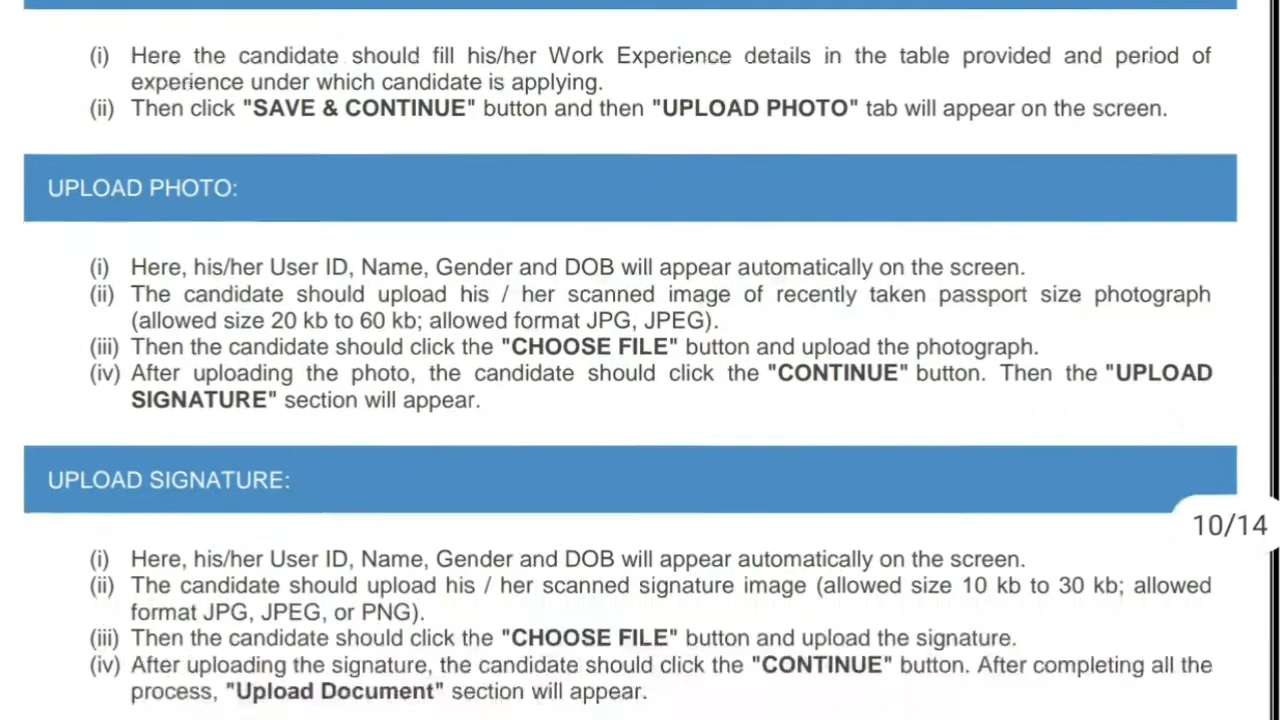 (i) Here the candidate should fill his/her Work Experience details in the table provided and period of
experience under which candidate is applying.
(ii) Then click "SAVE & CONTINUE" button and then "UPLOAD PHOTO" tab will appear on the screen.
UPLOAD PHOTO:
(i) Here, his/her User ID, Name, Gender and DOB will appear automatically on the screen.
(ii) The candidate should upload his / her scanned image of recently taken passport size photograph
(allowed size 20 kb to 60 kb; allowed format JPG, JPEG).
(iii) Then the candidate should click the "CHOOSE FILE" button and upload the photograph.
(iv) After uploading the photo, the candidate should click the "CONTINUE" button. Then the "UPLOAD
SIGNATURE" section will appear.
UPLOAD SIGNATURE:
10/14
(i) Here, his/her User ID, Name, Gender and DOB will appear automatically on the screen.
(ii) The candidate should upload his / her scanned signature image (allowed size 10 kb to 30 kb; allowed
format JPG, JPEG, or PNG).
(iii) Then the candidate should click the "CHOOSE FILE" button and upload the signature.
(iv) After uploading the signature, the candidate should click the "CONTINUE" button. After completing all the
process, "Upload Document" section will appear.